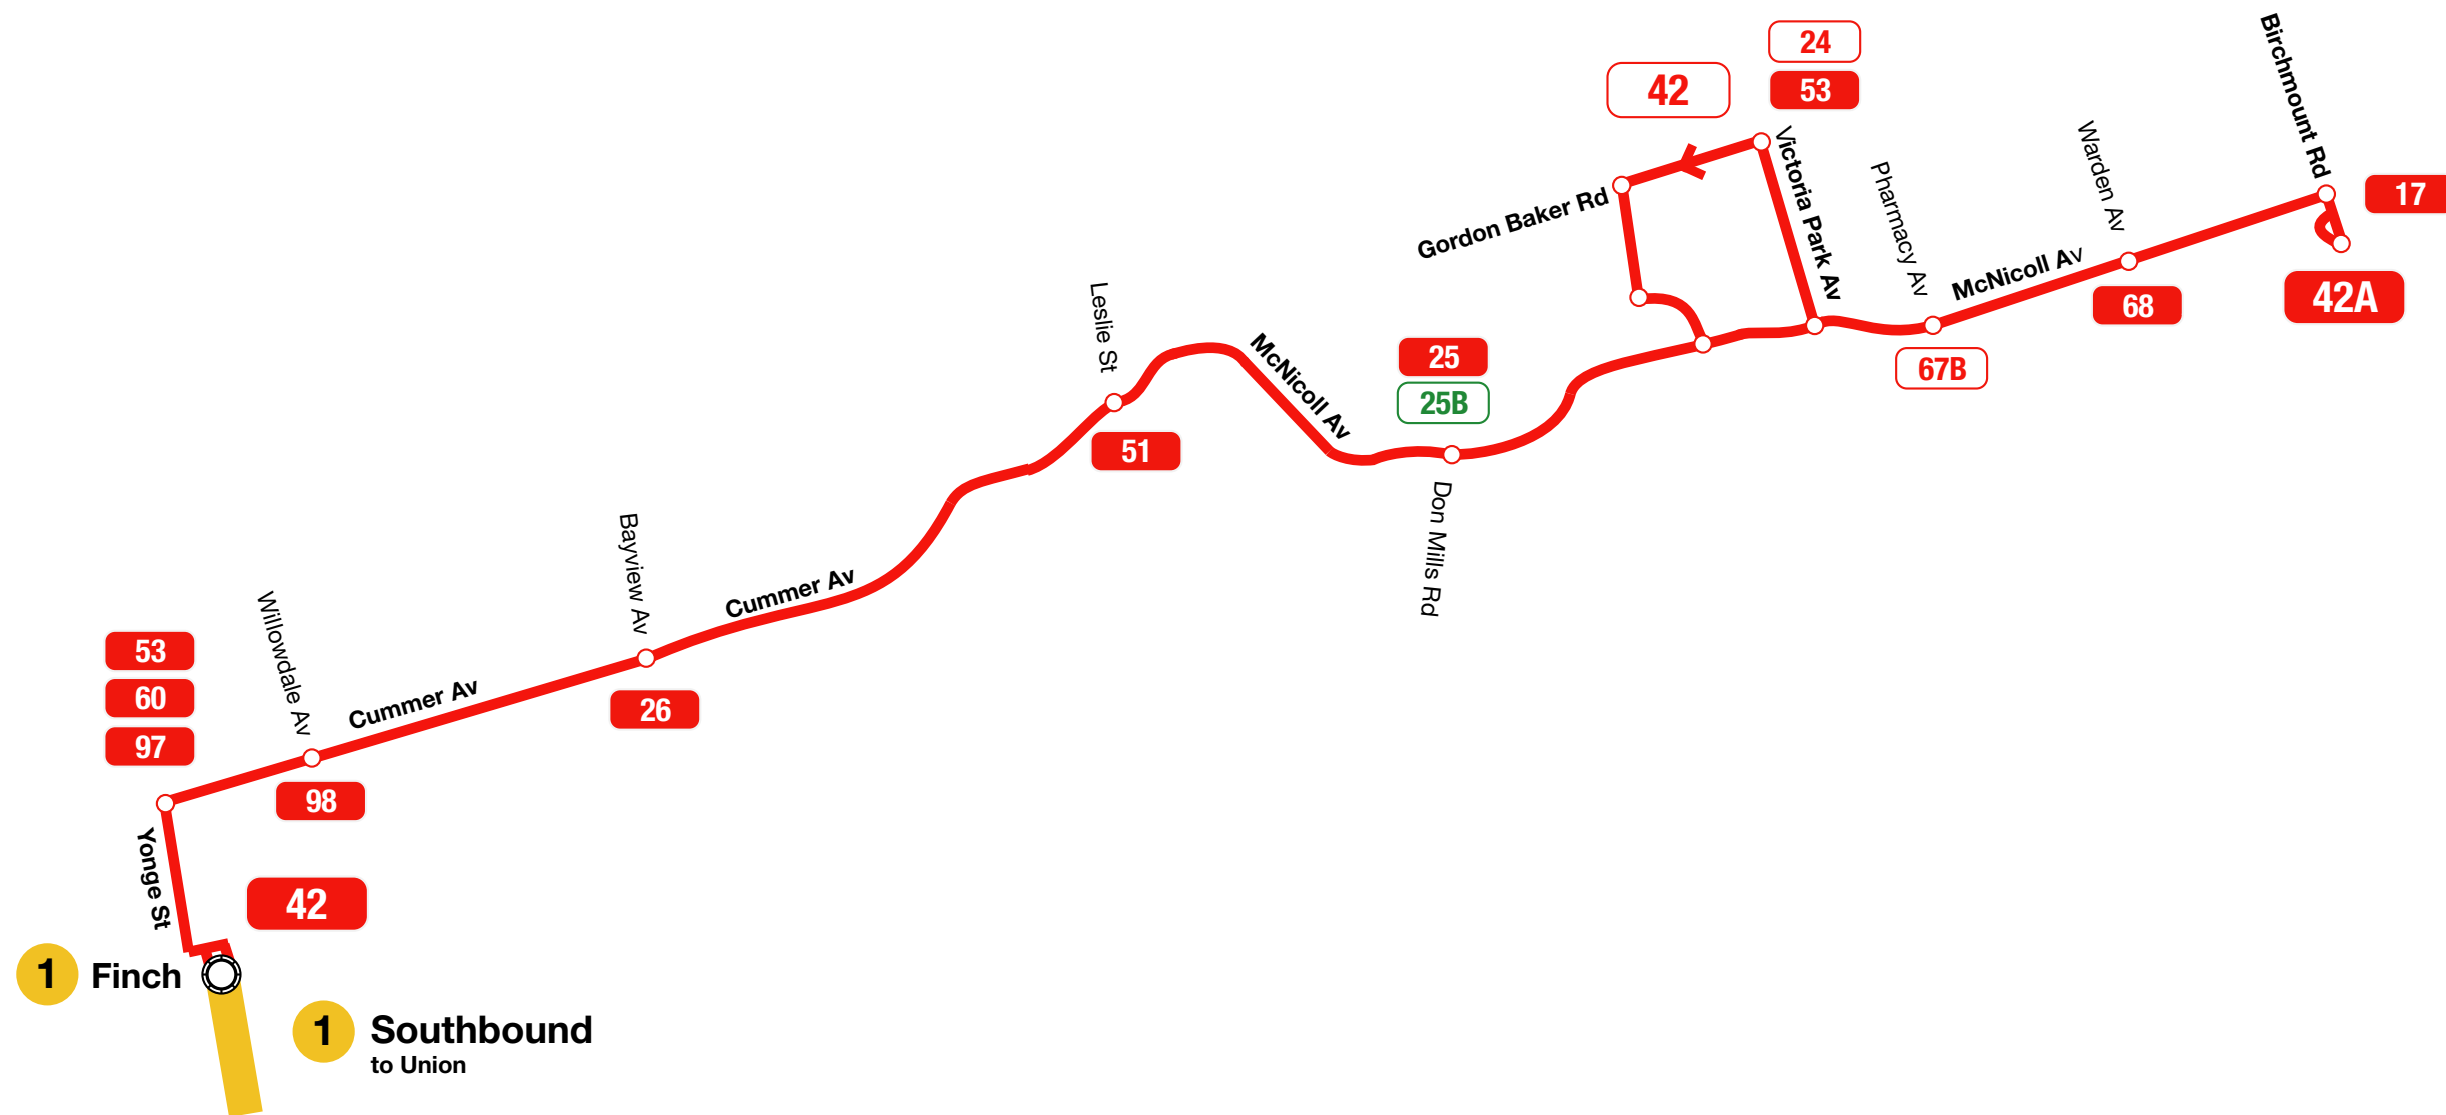 24
42
53
Birchmount Rd
17
Victoria Park Av
Gordon Baker Rd
Pharmacy Av
Warden Av
McNicoll Av
42A
68
67B
Leslie St
McNicoll Av
25
25B
51
Don Mills Rd
Bayview Av
Cummer Av
26
Willowdale Av
Cummer Av
53
60
97
98
Yonge St
42
1 Finch
1 Southbound
to Union